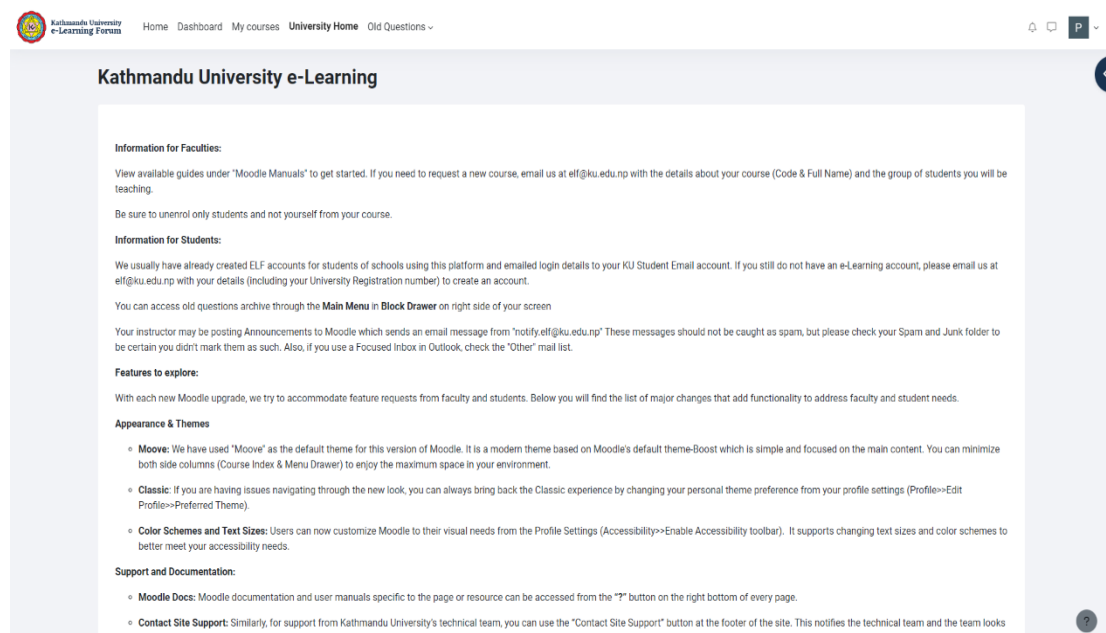 Kathmandu University
e-Learning Forum
Home Dashboard My courses University Home Old Questions
P
Kathmandu University e-Learning
Information for Faculties:
View available guides under "Moodle Manuals" to get started. If you need to request a new course, email us at elf@ku.edu.np with the details about your course (Code & Full Name) and the group of students you will be
teaching.
Be sure to unenrol only students and not yourself from your course.
Information for Students:
We usually have already created ELF accounts for students of schools using this platform and emailed login details to your KU Student Email account. If you still do not have an e-Learning account, please email us at
elf@ku.edu.np with your details (including your University Registration number) to create an account.
You can access old questions archive through the Main Menu in Block Drawer on right side of your screen
Your instructor may be posting Announcements to Moodle which sends an email message from "notify.elf@ku.edu.np" These messages should not be caught as spam, but please check your Spam and Junk folder to
be certain you didn't mark them as such. Also, if you use a Focused Inbox in Outlook, check the "Other" mail list.
Features to explore:
With each new Moodle upgrade, we try to accommodate feature requests from faculty and students. Below you will find the list of major changes that add functionality to address faculty and student needs.
Appearance & Themes
Moove: We have used "Moove" as the default theme for this version of Moodle. It is a modern theme based on Moodle's default theme-Boost which is simple and focused on the main content. You can minimize
both side columns (Course Index & Menu Drawer) to enjoy the maximum space in your environment.
Classic: If you are having issues navigating through the new look, you can always bring back the Classic experience by changing your personal theme preference from your profile settings (Profile>>Edit
Profile>>Preferred Theme).
Color Schemes and Text Sizes: Users can now customize Moodle to their visual needs from the Profile Settings (Accessibility>>Enable Accessibility toolbar). It supports changing text sizes and color schemes to
better meet your accessibility needs.
Support and Documentation:
Moodle Docs: Moodle documentation and user manuals specific to the page or resource can be accessed from the "?" button on the right bottom of every page.
Contact Site Support: Similarly, for support from Kathmandu University's technical team, you can use the "Contact Site Support" button at the footer of the site. This notifies the technical team and the team looks
?